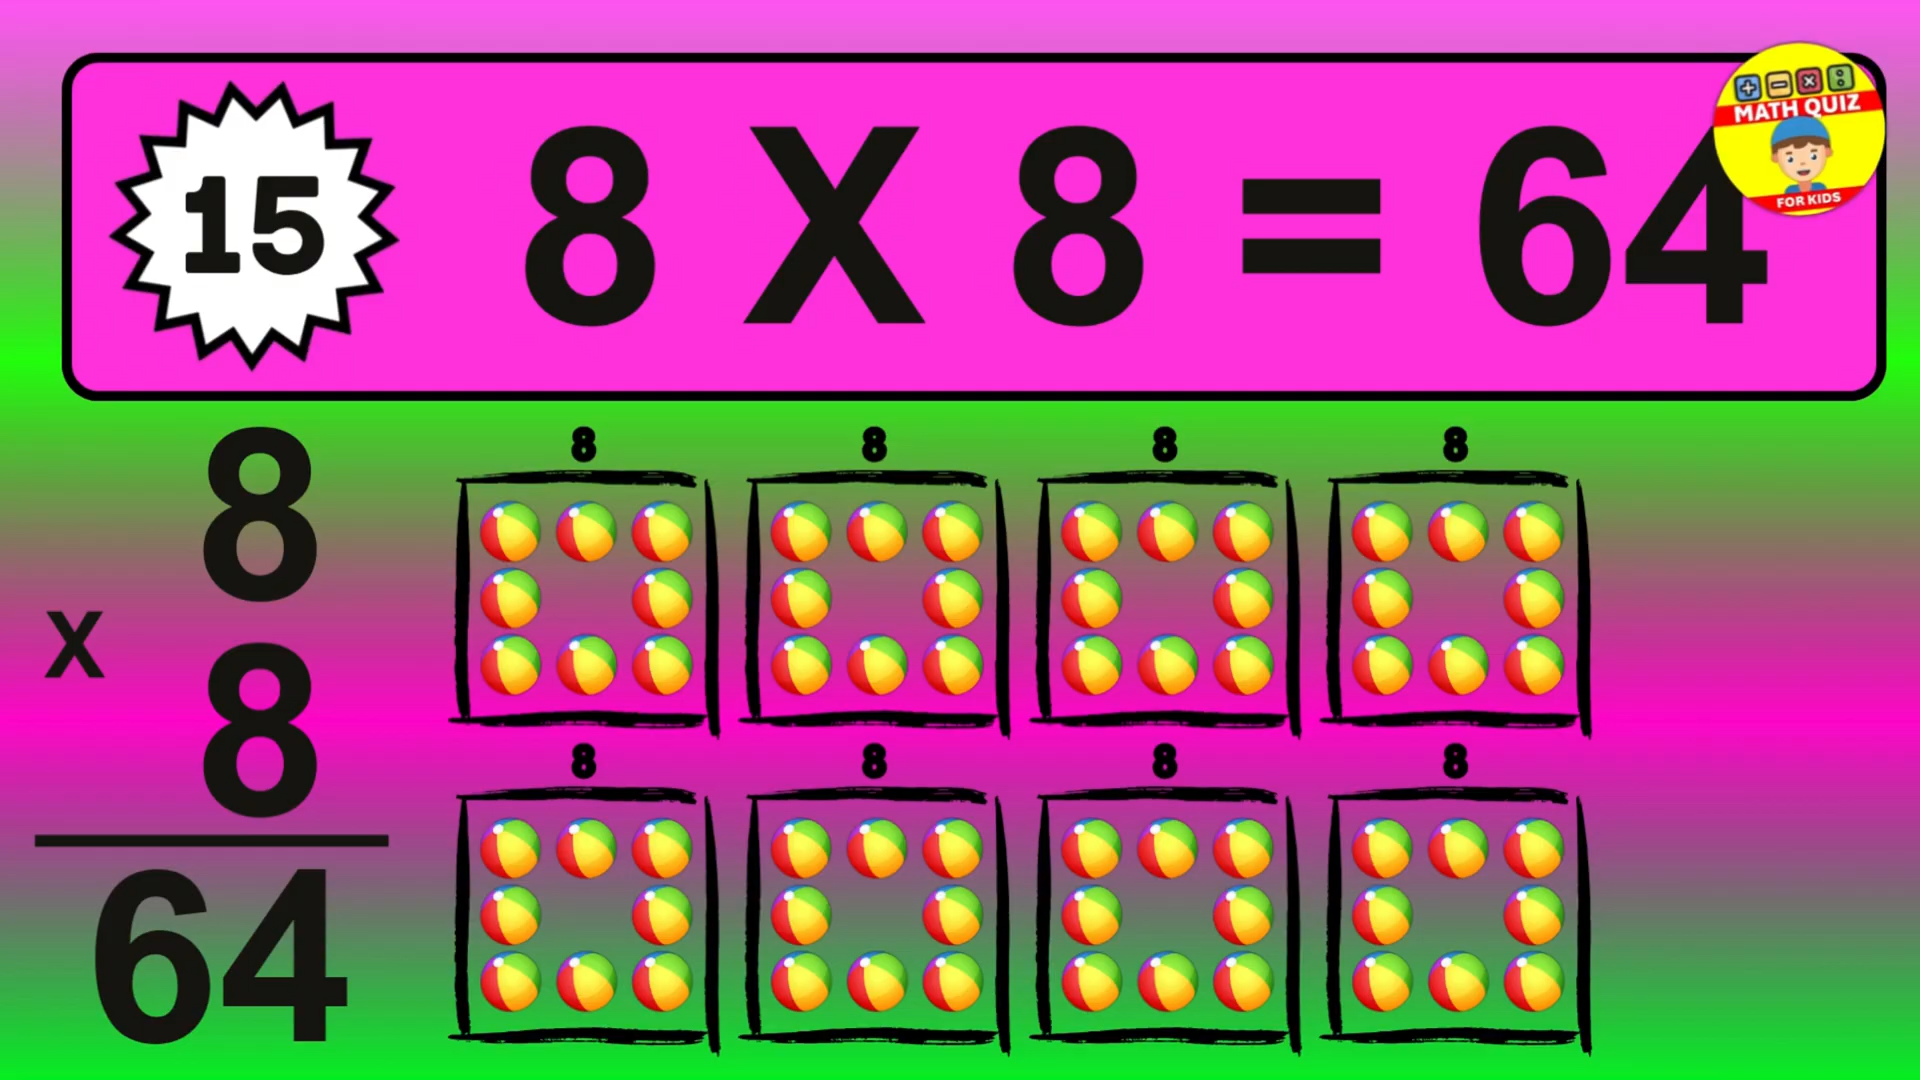 15
8 X 8 = 64
MATH QUIZ
FOR KIDS
8
x
8
64
8 8 8 8
8 8 8 8